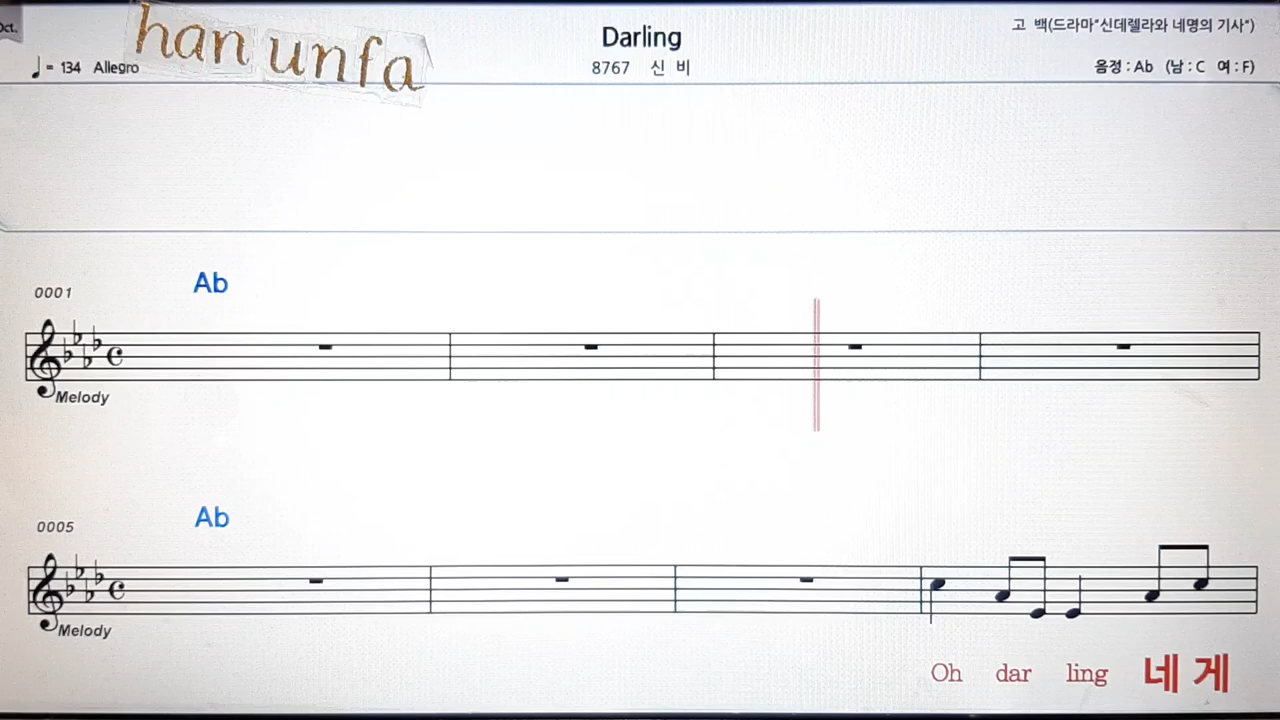 Oct.
han unfa
Darling
고 백(드라마"신데렐라와 네명의 기사")
♩= 134 Allegro
8767 신 비
음정 : Ab (남 : C 여 : F)
0001
Ab
Melody
0005
Ab
Melody
Oh dar ling 네 게